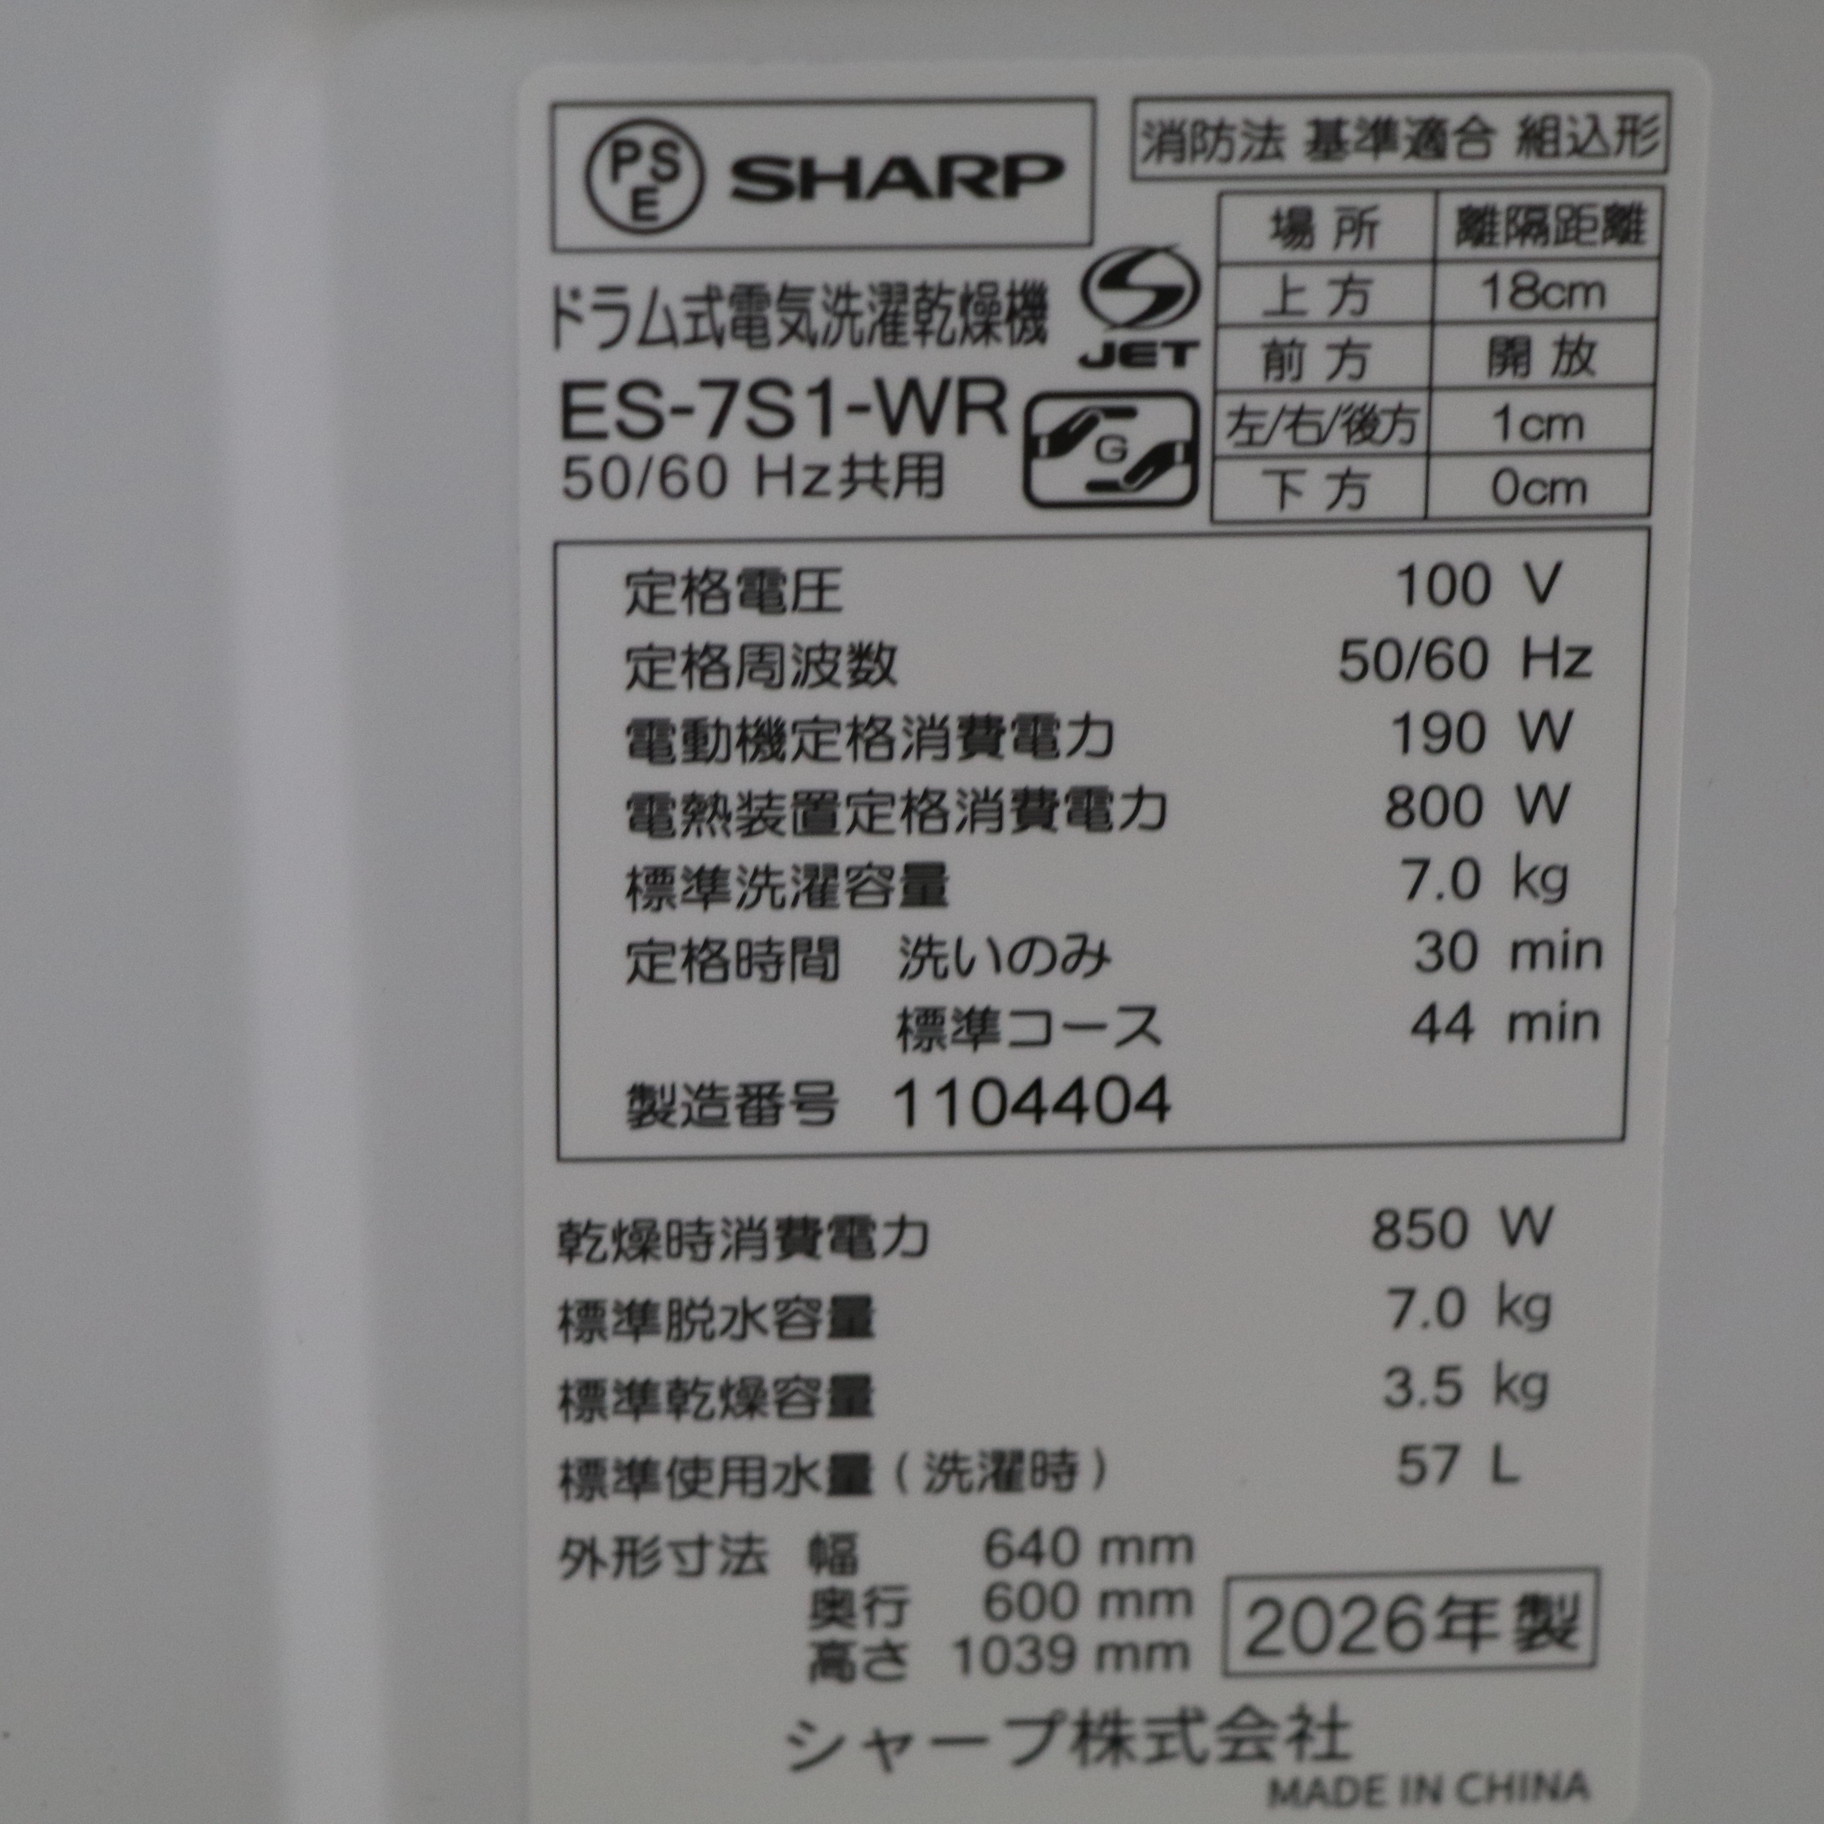 PSE SHARP
消防法 基準適合 組込形
場所 離隔距離
上方 18cm
前方 開放
左/右/後方 1cm
下方 0cm
ドラム式電気洗濯乾燥機
JET
ES-7S1-WR
G
50/60 Hz共用
定格電圧 100 V
定格周波数 50/60 Hz
電動機定格消費電力 190 W
電熱装置定格消費電力 800 W
標準洗濯容量 7.0 kg
定格時間 洗いのみ 30 min
標準コース 44 min
製造番号 1104404
乾燥時消費電力 850 W
標準脱水容量 7.0 kg
標準乾燥容量 3.5 kg
標準使用水量(洗濯時) 57 L
外形寸法 幅 640 mm
奥行 600 mm
高さ 1039 mm
2026年製
シャープ株式会社
MADE IN CHINA